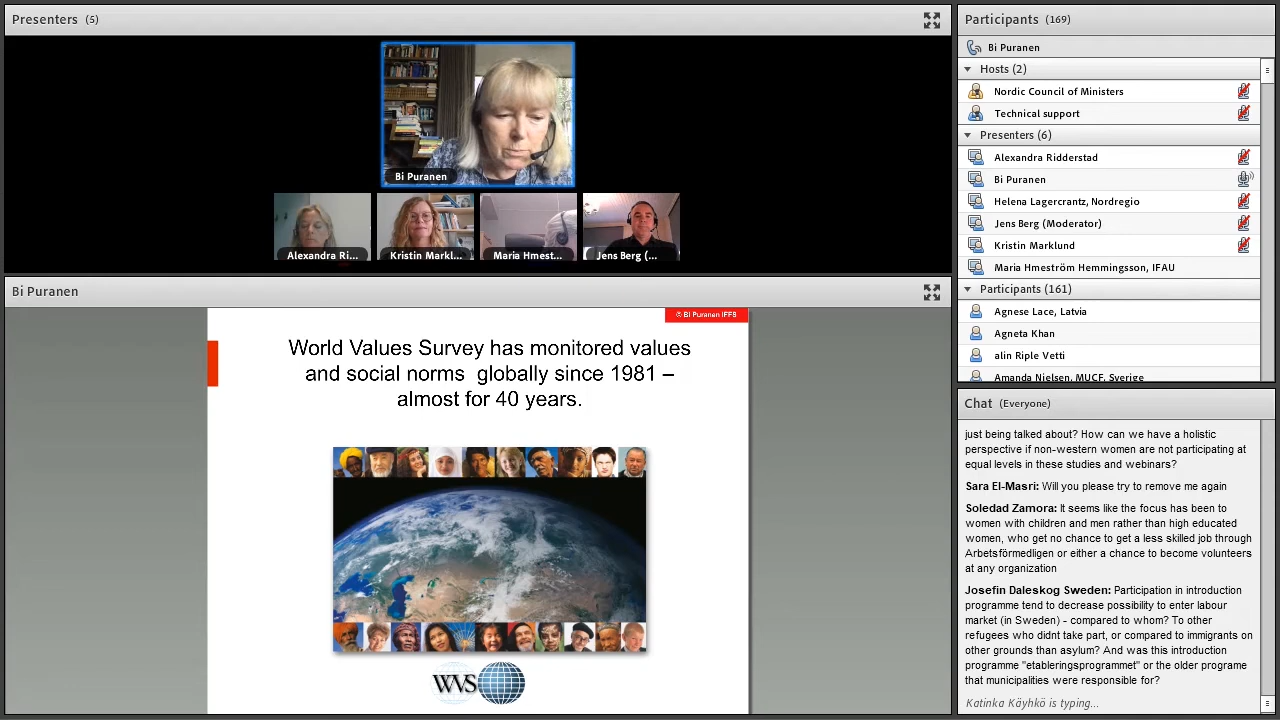 Presenters (5)
Bi Puranen
Alexandra Ri...
Kristin Markl...
Maria Hmest...
Jens Berg (...
Bi Puranen
© Bi Puranen IFFS
World Values Survey has monitored values
and social norms globally since 1981 –
almost for 40 years.
WVS
Participants (169)
Bi Puranen
Hosts (2)
Nordic Council of Ministers
Technical support
Presenters (6)
Alexandra Ridderstad
Bi Puranen
Helena Lagercrantz, Nordregio
Jens Berg (Moderator)
Kristin Marklund
Maria Hmeström Hemmingsson, IFAU
Participants (161)
Agnese Lace, Latvia
Agneta Khan
alin Riple Vetti
Amanda Nielsen, MUCF, Sverige
Chat (Everyone)
just being talked about? How can we have a holistic
perspective if non-western women are not participating at
equal levels in these studies and webinars?
Sara El-Masri: Will you please try to remove me again
Soledad Zamora: It seems like the focus has been to
women with children and men rather than high educated
women, who get no chance to get a less skilled job through
Arbetsförmedligen or either a chance to become volunteers
at any organization
Josefin Daleskog Sweden: Participation in introduction
programme tend to decrease possibility to enter labour
market (in Sweden) - compared to whom? To other
refugees who didnt take part, or compared to immigrants on
other grounds than asylum? And was this introduction
programme "etableringsprogrammet" or previous programme
that municipalities were responsible for?
Katinka Käyhkö is typing...